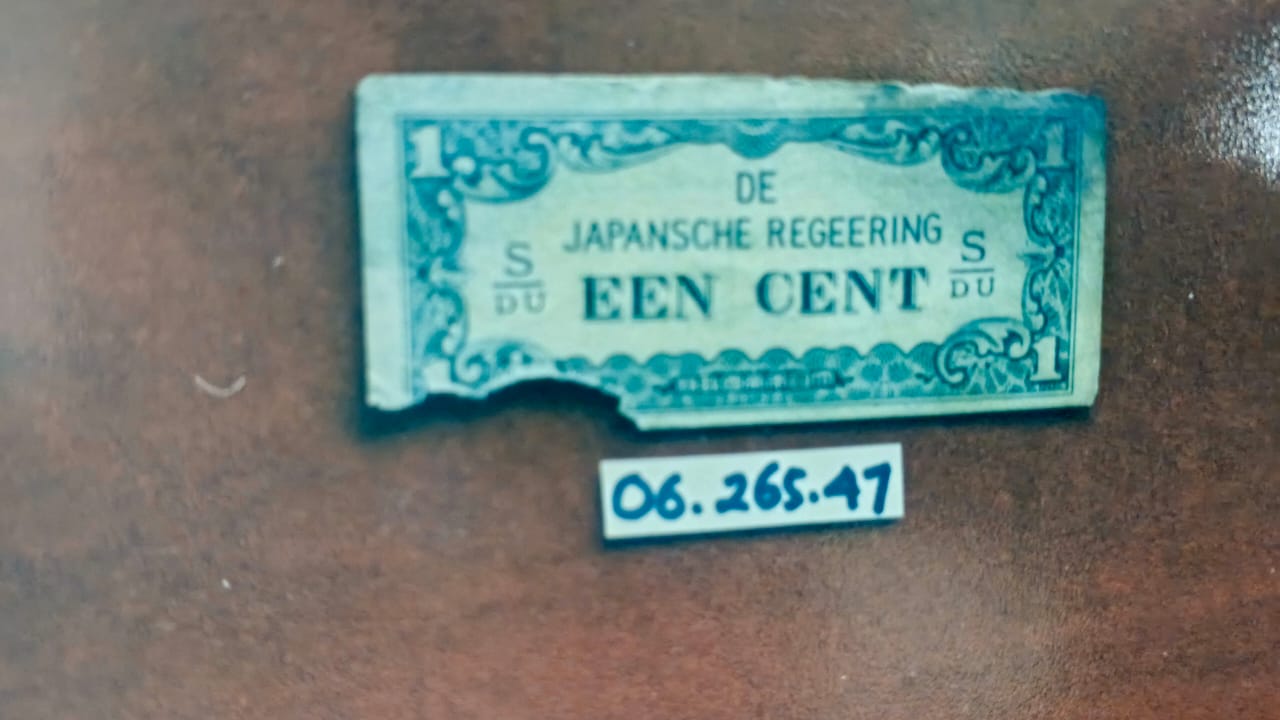 1 1
DE
JAPANSCHE REGEERING
S/DU EEN CENT S/DU
1
06.265.47